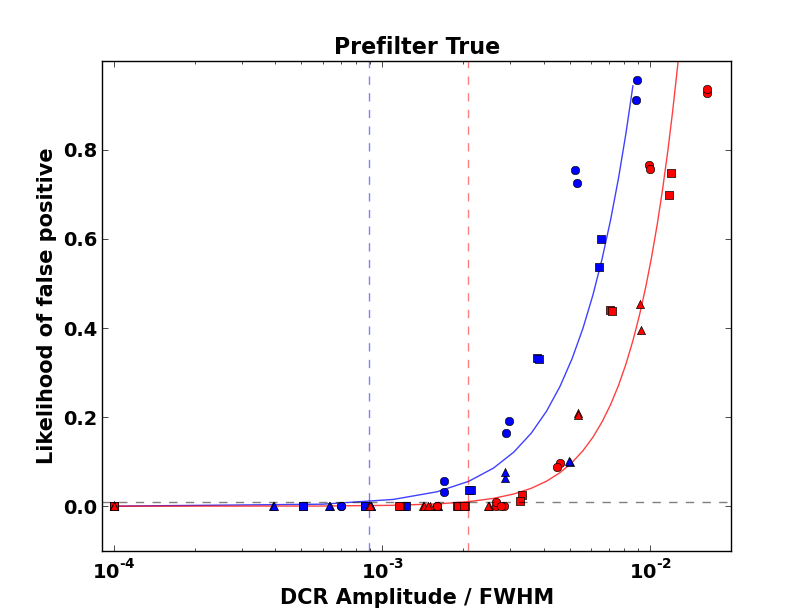 Prefilter True
Likelihood of false positive
0.8
0.6
0.4
0.2
0.0
10^-4 10^-3 10^-2
DCR Amplitude / FWHM